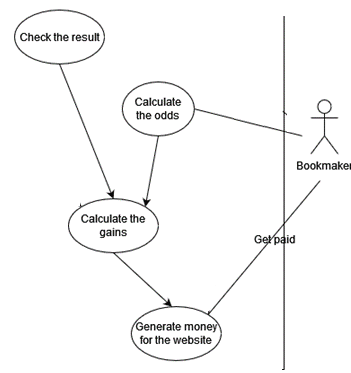 Check the result
Calculate
the odds
Bookmaker
Calculate the
gains
Get paid
Generate money
for the website